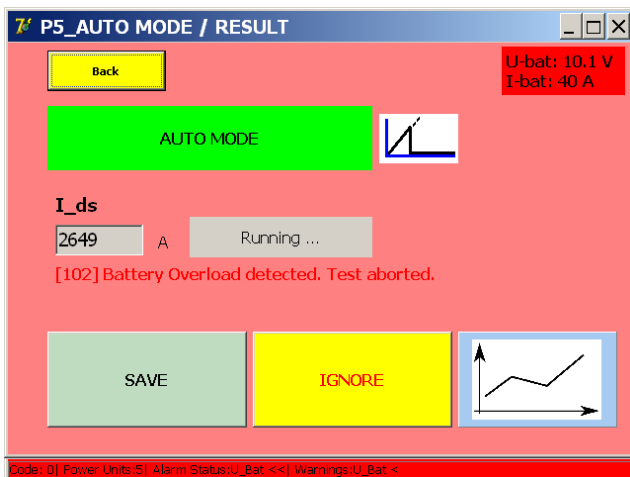 P5_AUTO MODE / RESULT
Back
U-bat: 10.1 V
I-bat: 40 A
AUTO MODE
I_ds
2649 A Running ...
[102] Battery Overload detected. Test aborted.
SAVE IGNORE
Code: 0| Power Units:5| Alarm Status:U_Bat <<| Warnings:U_Bat <